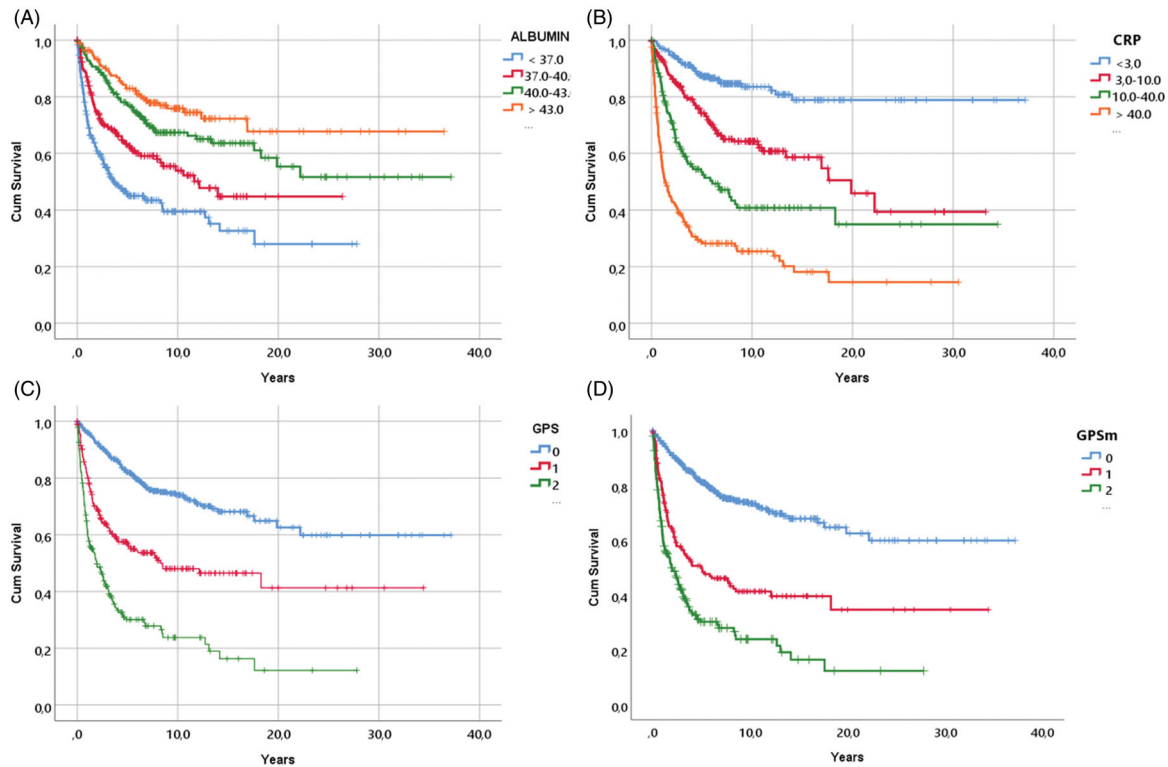 (A)
ALBUMIN
< 37.0
37.0-40.
40.0-43.
> 43.0
...
1,0
0,8
0,6
0,4
0,2
0,0
Cum Survival
,0 10,0 20,0 30,0 40,0
Years
(B)
CRP
<3,0
3,0-10.0
10.0-40.0
> 40.0
...
1,0
0,8
0,6
0,4
0,2
0,0
Cum Survival
,0 10,0 20,0 30,0 40,0
Years
(C)
GPS
0
1
2
...
1,0
0,8
0,6
0,4
0,2
0,0
Cum Survival
,0 10,0 20,0 30,0 40,0
Years
(D)
GPSm
0
1
2
...
1,0
0,8
0,6
0,4
0,2
0,0
Cum Survival
,0 10,0 20,0 30,0 40,0
Years